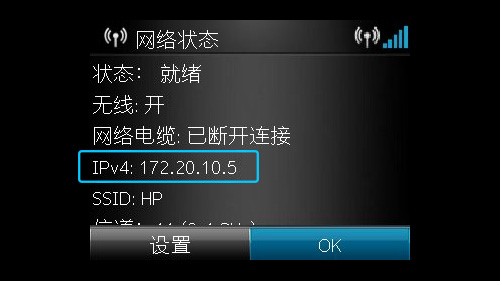 网络状态
状态： 就绪
无线: 开
网络电缆: 已断开连接
IPv4: 172.20.10.5
SSID: HP
设置
OK